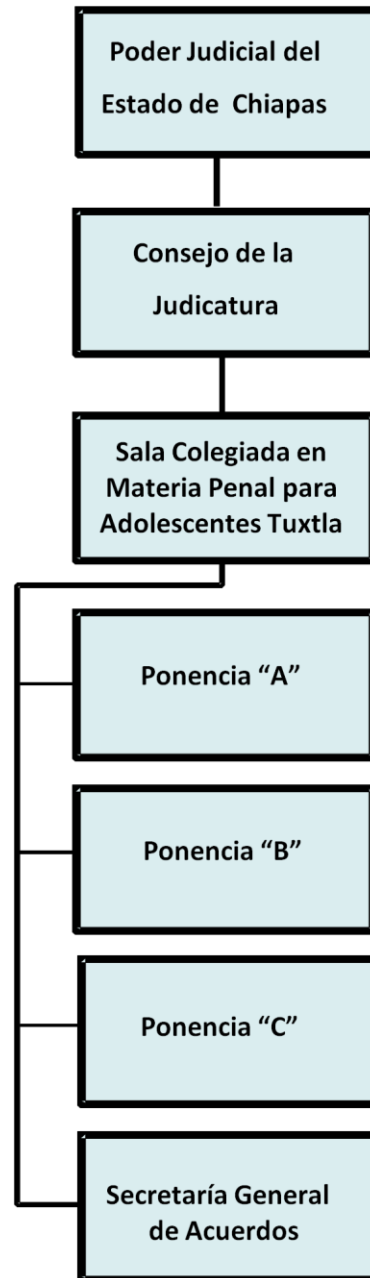 Poder Judicial del
Estado de Chiapas
Consejo de la
Judicatura
Sala Colegiada en
Materia Penal para
Adolescentes Tuxtla
Ponencia “A”
Ponencia “B”
Ponencia “C”
Secretaría General
de Acuerdos